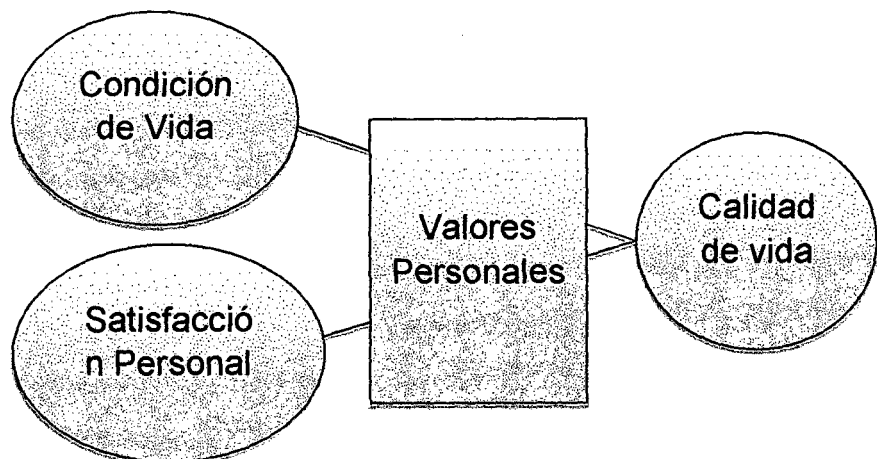 Condición
de Vida
Satisfacció
n Personal
Valores
Personales
Calidad
de vida